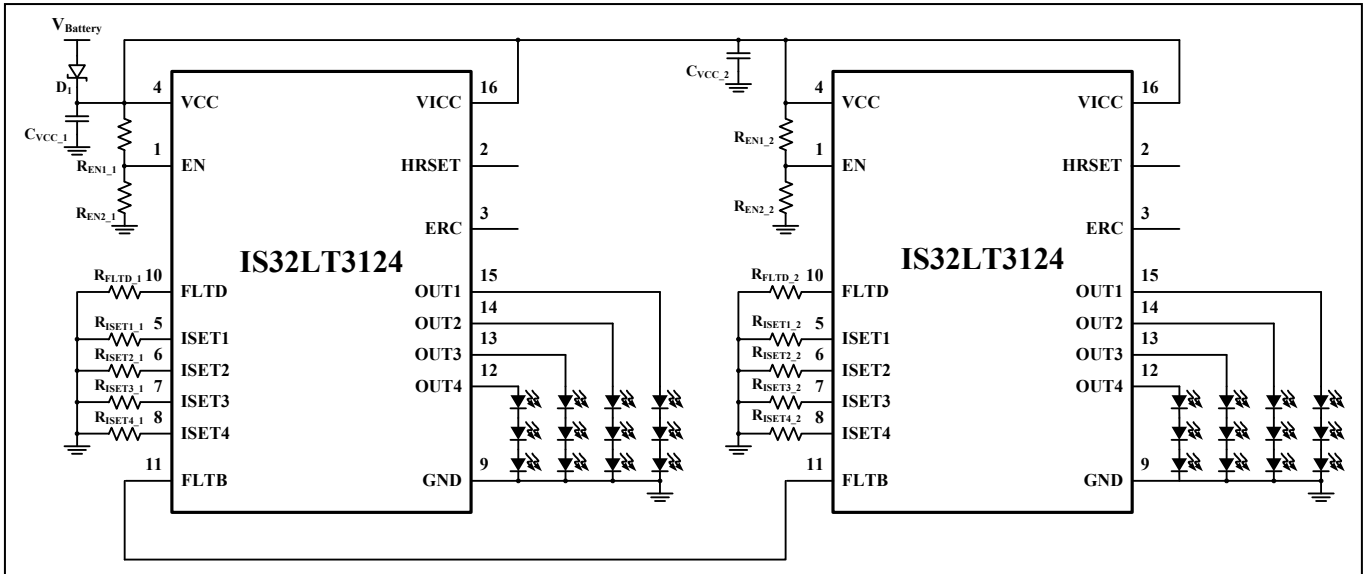 VBattery
D1
CVCC_1
4
VCC
REN1_1
1
EN
REN2_1
RFLTD_1
10
FLTD
RISET1_1
5
ISET1
RISET2_1
6
ISET2
RISET3_1
7
ISET3
RISET4_1
8
ISET4
11
FLTB
IS32LT3124
16
VICC
2
HRSET
3
ERC
15
OUT1
14
OUT2
13
OUT3
12
OUT4
9
GND
CVCC_2
4
VCC
REN1_2
1
EN
REN2_2
RFLTD_2
10
FLTD
RISET1_2
5
ISET1
RISET2_2
6
ISET2
RISET3_2
7
ISET3
RISET4_2
8
ISET4
11
FLTB
IS32LT3124
16
VICC
2
HRSET
3
ERC
15
OUT1
14
OUT2
13
OUT3
12
OUT4
9
GND